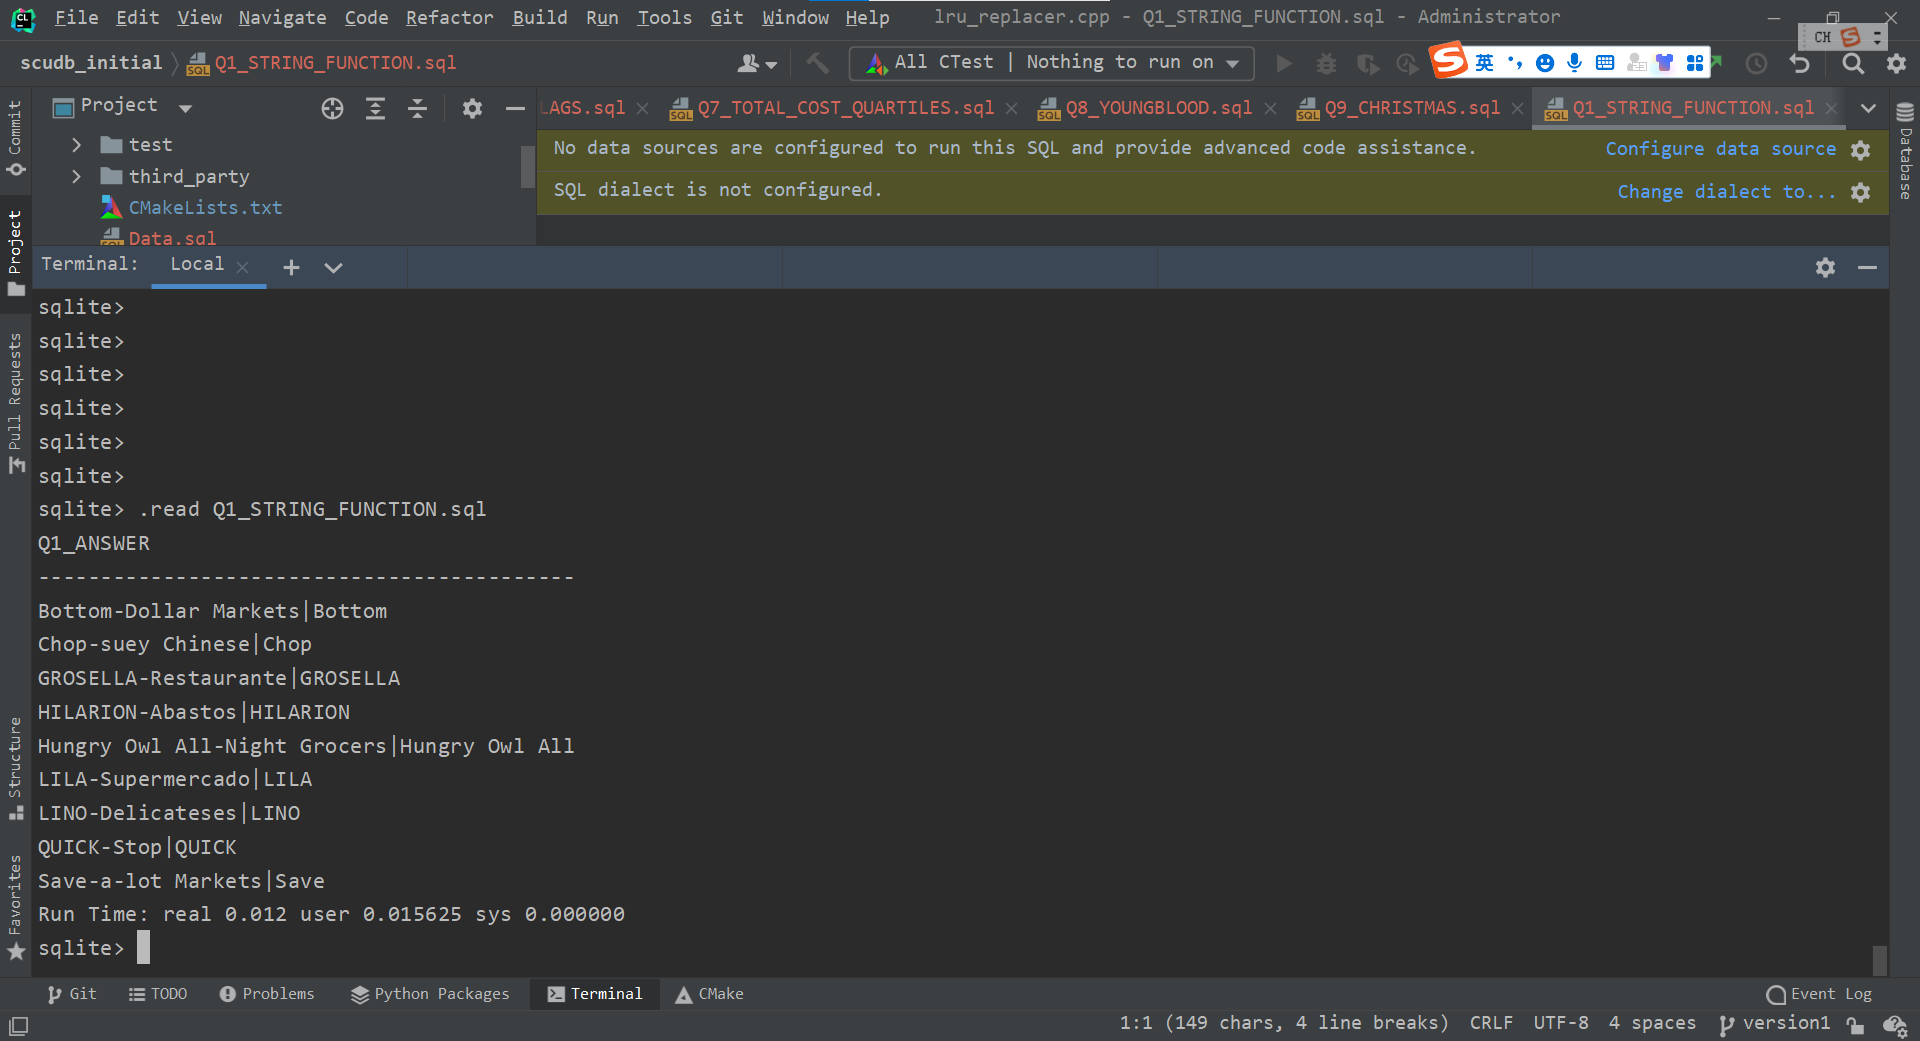 File Edit View Navigate Code Refactor Build Run Tools Git Window Help lru_replacer.cpp - Q1_STRING_FUNCTION.sql - Administrator
CH
scudb_initial Q1_STRING_FUNCTION.sql All CTest | Nothing to run on 英
Project LAGS.sql Q7_TOTAL_COST_QUARTILES.sql Q8_YOUNGBLOOD.sql Q9_CHRISTMAS.sql Q1_STRING_FUNCTION.sql
test
third_party
CMakeLists.txt
Data.sql
No data sources are configured to run this SQL and provide advanced code assistance. Configure data source
SQL dialect is not configured. Change dialect to...
Commit
Project
Pull Requests
Structure
Favorites
Database
Terminal: Local
sqlite>
sqlite>
sqlite>
sqlite>
sqlite>
sqlite>
sqlite> .read Q1_STRING_FUNCTION.sql
Q1_ANSWER
-------------------------------------------
Bottom-Dollar Markets|Bottom
Chop-suey Chinese|Chop
GROSELLA-Restaurante|GROSELLA
HILARION-Abastos|HILARION
Hungry Owl All-Night Grocers|Hungry Owl All
LILA-Supermercado|LILA
LINO-Delicateses|LINO
QUICK-Stop|QUICK
Save-a-lot Markets|Save
Run Time: real 0.012 user 0.015625 sys 0.000000
sqlite>
Git TODO Problems Python Packages Terminal CMake Event Log
1:1 (149 chars, 4 line breaks) CRLF UTF-8 4 spaces version1